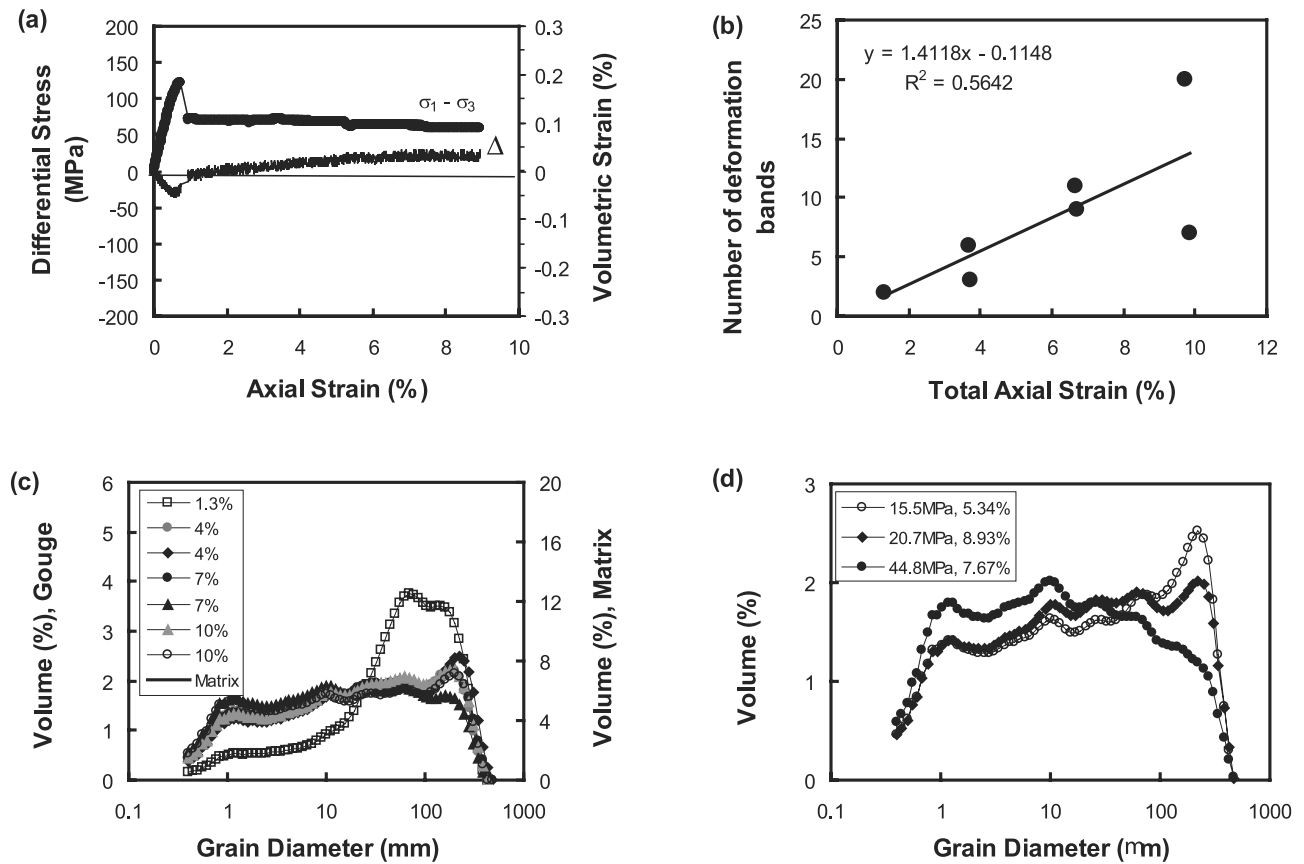 (a)
200
150
100
50
0
-50
-100
-150
-200
Differential Stress
(MPa)
0.3
0.2
0.1
0
-0.1
-0.2
-0.3
Volumetric Strain (%)
σ1 - σ3
Δ
0 2 4 6 8 10
Axial Strain (%)
(b)
y = 1.4118x - 0.1148
R² = 0.5642
25
20
15
10
5
0
Number of deformation
bands
0 2 4 6 8 10 12
Total Axial Strain (%)
(c)
6
5
4
3
2
1
0
Volume (%), Gouge
1.3%
4%
4%
7%
7%
10%
10%
Matrix
20
16
12
8
4
0
Volume (%), Matrix
0.1 1 10 100 1000
Grain Diameter (mm)
(d)
3
2
1
0
Volume (%)
15.5MPa, 5.34%
20.7MPa, 8.93%
44.8MPa, 7.67%
0.1 1 10 100 1000
Grain Diameter (mm)